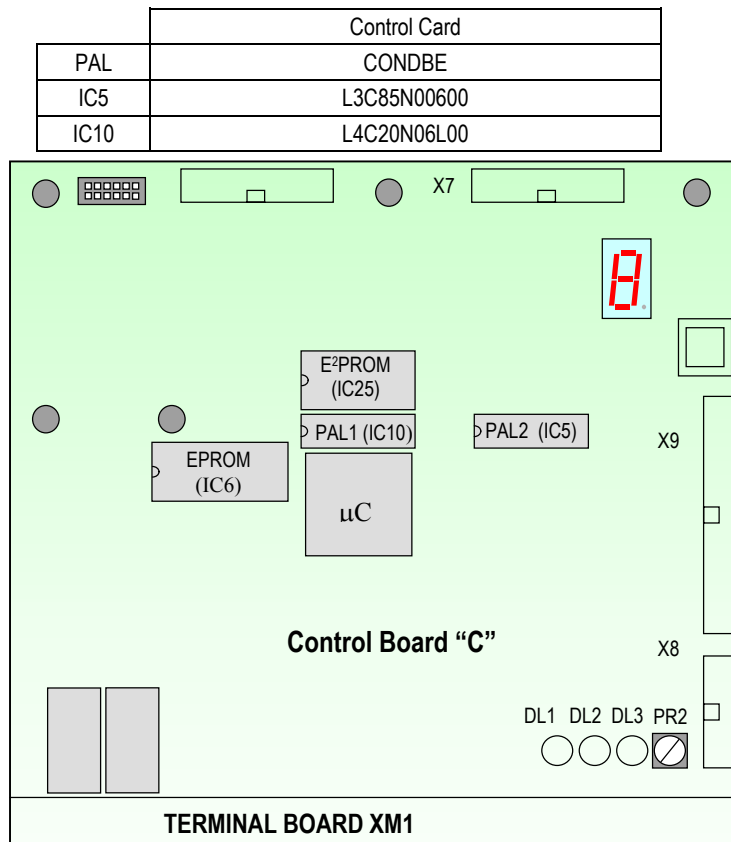 Control Card
PAL CONDBE
IC5 L3C85N00600
IC10 L4C20N06L00
X7
8.
E²PROM
(IC25)
PAL1 (IC10)
PAL2 (IC5)
X9
EPROM
(IC6)
µC
Control Board “C”
X8
DL1 DL2 DL3 PR2
TERMINAL BOARD XM1